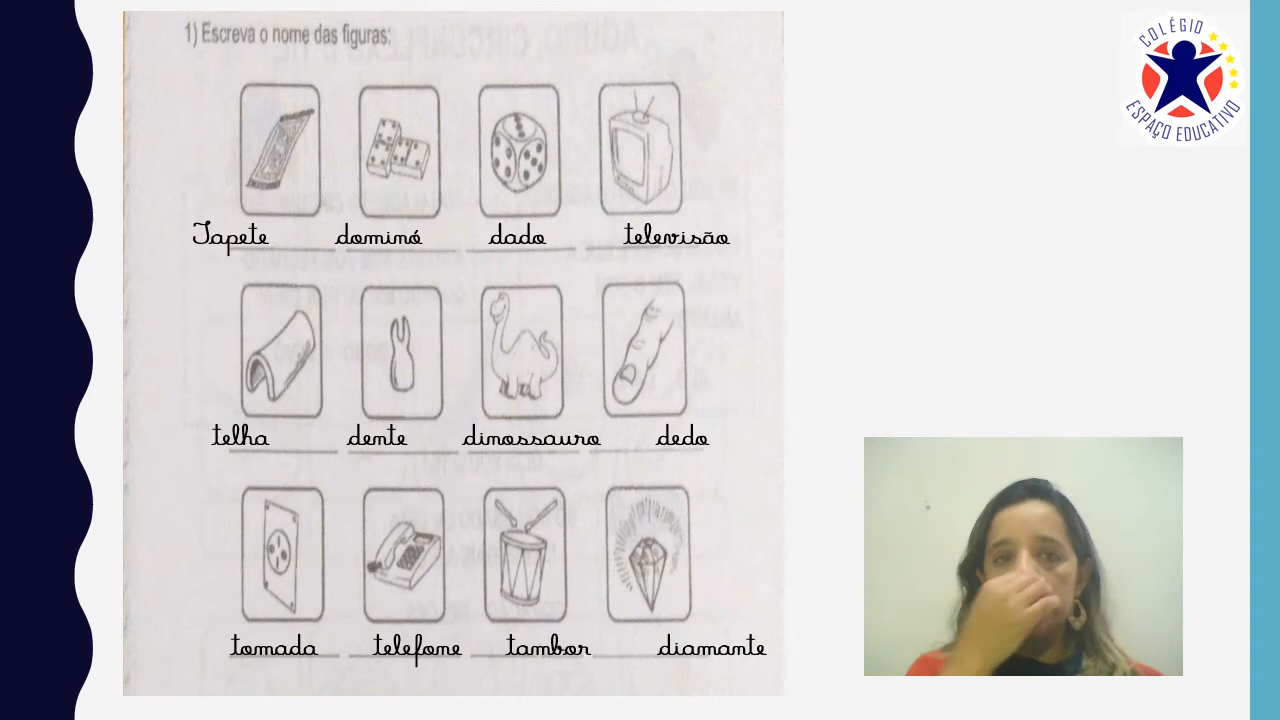 1) Escreva o nome das figuras:
COLÉGIO
ESPAÇO EDUCATIVO
Tapete dominó dado televisão
telha dente dinossauro dedo
tomada telefone tambor diamante